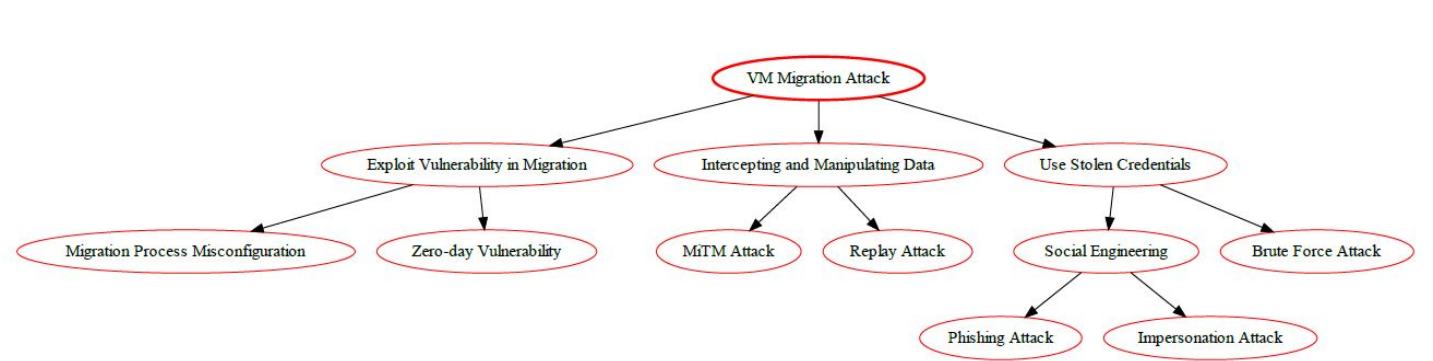 VM Migration Attack
Exploit Vulnerability in Migration
Intercepting and Manipulating Data
Use Stolen Credentials
Migration Process Misconfiguration
Zero-day Vulnerability
MiTM Attack
Replay Attack
Social Engineering
Brute Force Attack
Phishing Attack
Impersonation Attack